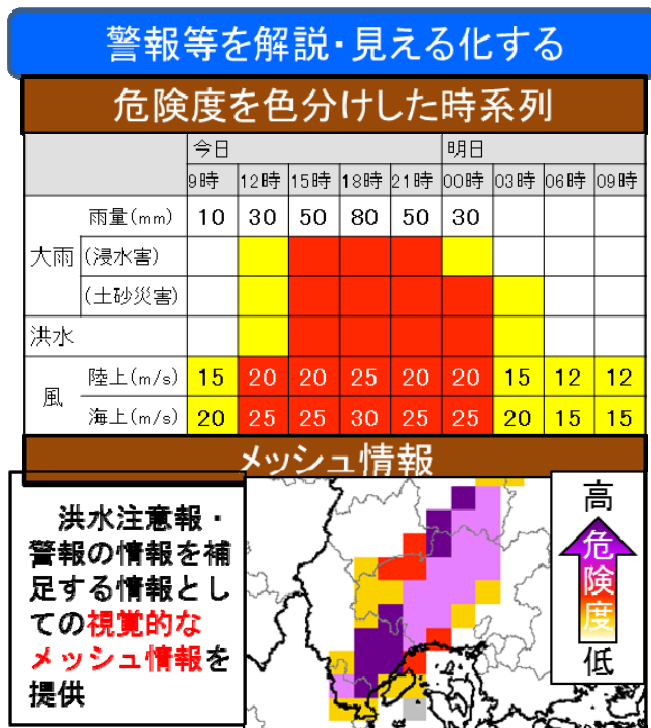 警報等を解説・見える化する
危険度を色分けした時系列
今日 明日
9時 12時 15時 18時 21時 00時 03時 06時 09時
雨量(mm) 10 30 50 80 50 30
大雨 (浸水害)
(土砂災害)
洪水
風 陸上(m/s) 15 20 20 25 20 20 15 12 12
海上(m/s) 20 25 25 30 25 25 20 15 15
メッシュ情報
洪水注意報・
警報の情報を補
足する情報とし
ての視覚的な
メッシュ情報を
提供
高
危険度
低